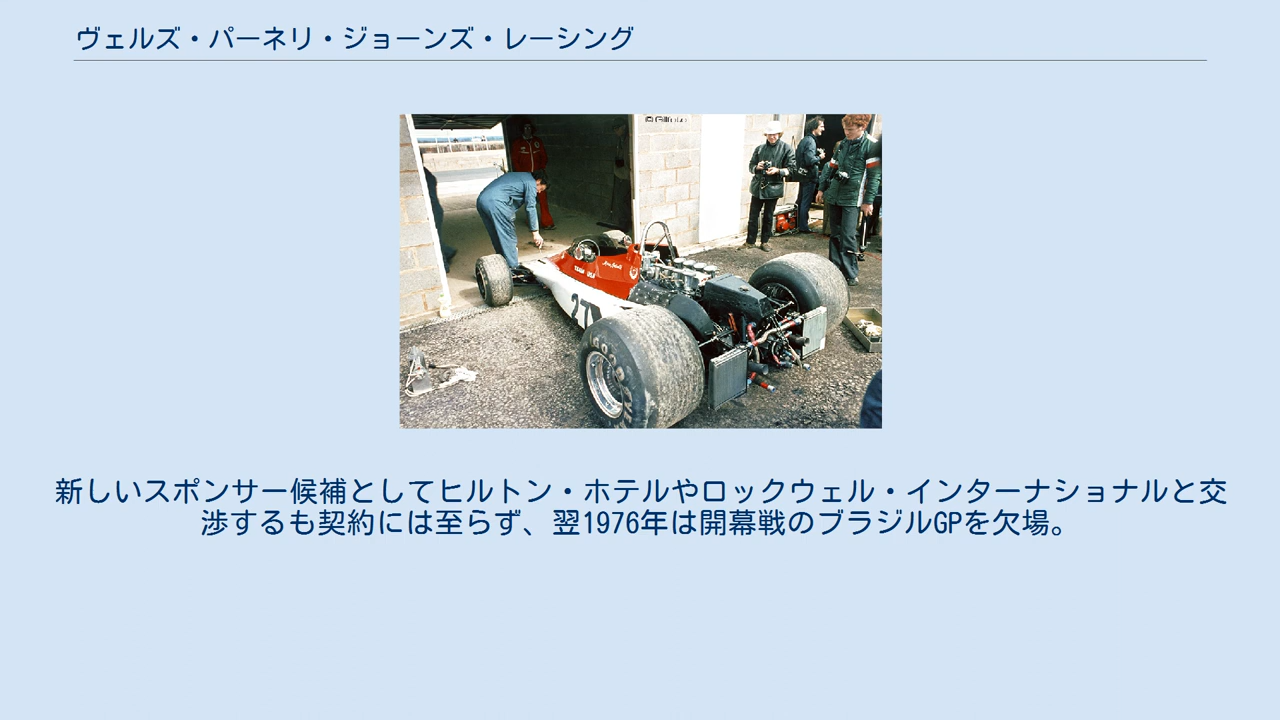 ヴェルズ・パーネリ・ジョーンズ・レーシング
TEAM USA
27
新しいスポンサー候補としてヒルトン・ホテルやロックウェル・インターナショナルと交
渉するも契約には至らず、翌1976年は開幕戦のブラジルGPを欠場。